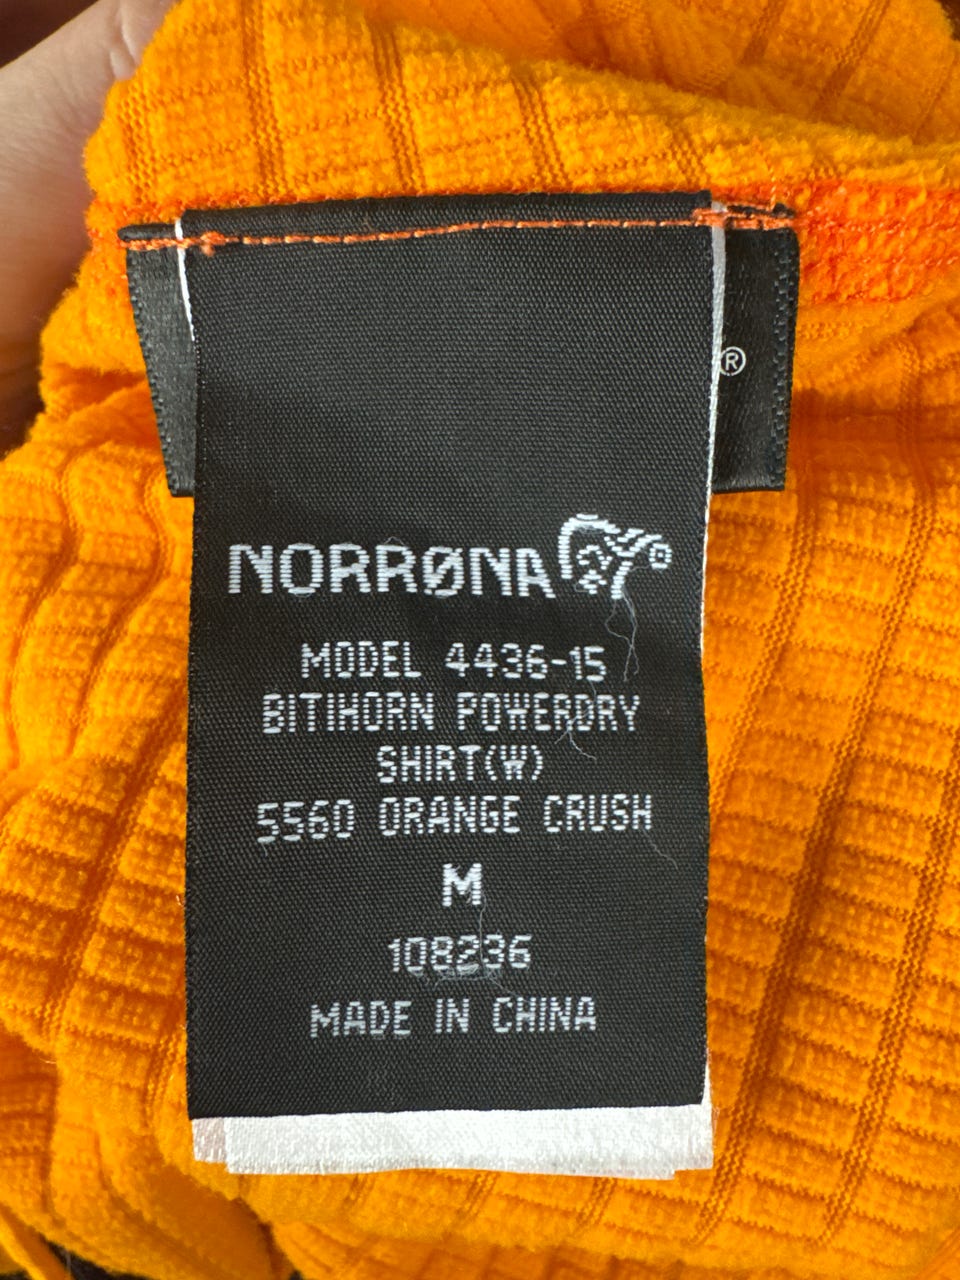 ®
NORRØNA
MODEL 4436-15
BITIHORN POWERDRY
SHIRT(W)
5560 ORANGE CRUSH
M
108236
MADE IN CHINA